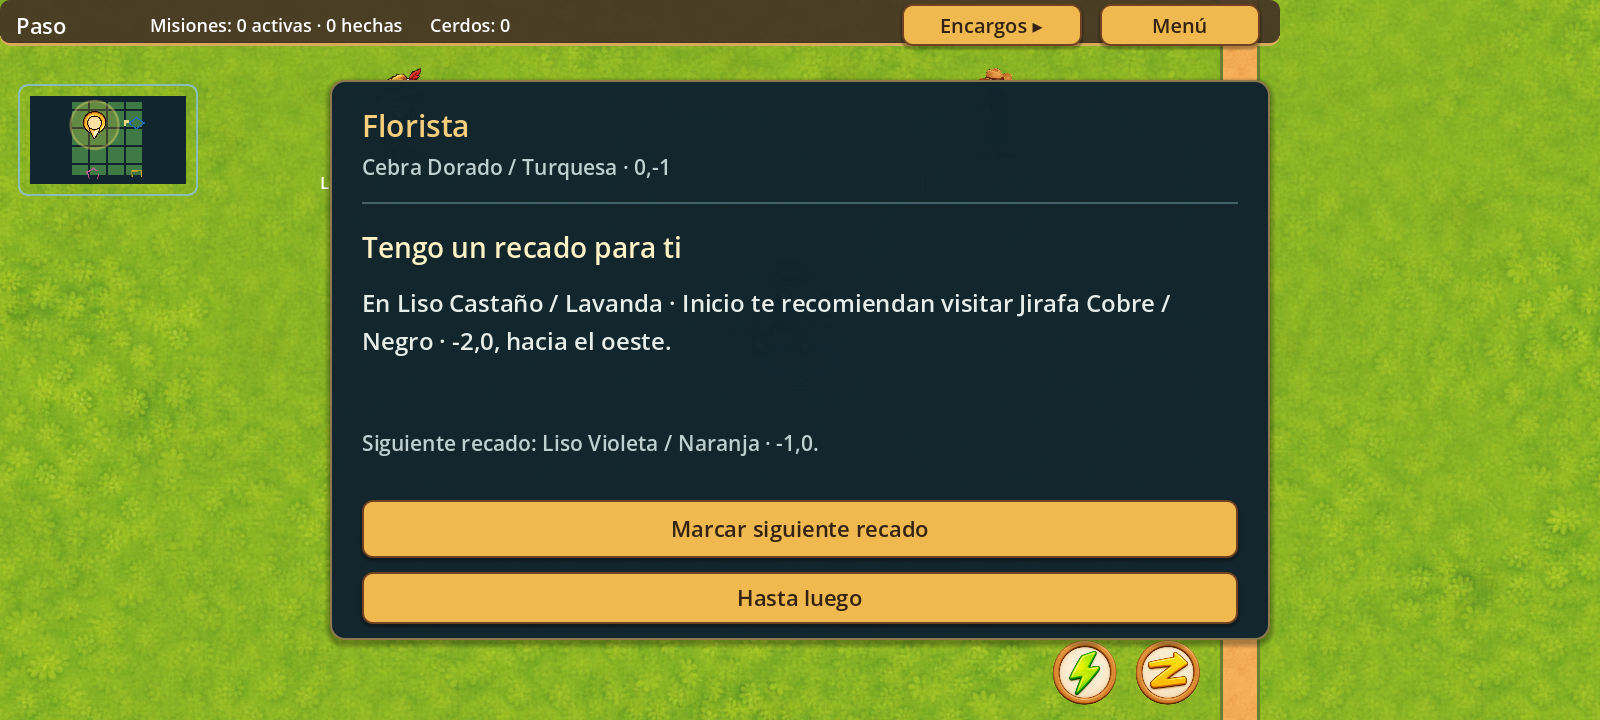 Paso
Misiones: 0 activas · 0 hechas
Cerdos: 0
Encargos ▸
Menú
L
Florista
Cebra Dorado / Turquesa · 0,-1
Tengo un recado para ti
En Liso Castaño / Lavanda · Inicio te recomiendan visitar Jirafa Cobre /
Negro · -2,0, hacia el oeste.
Siguiente recado: Liso Violeta / Naranja · -1,0.
Marcar siguiente recado
Hasta luego